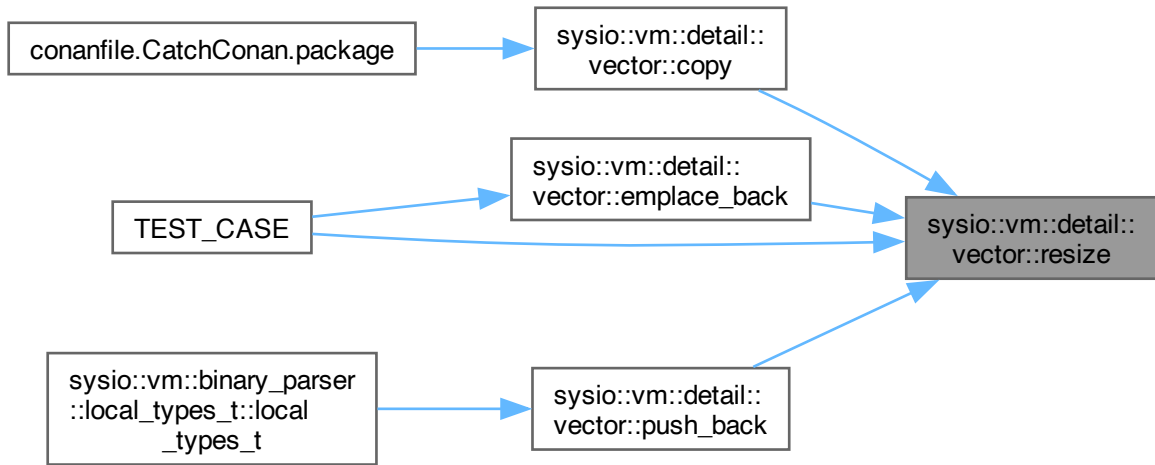 conanfile.CatchConan.package
sysio::vm::detail::
vector::copy
sysio::vm::detail::
vector::emplace_back
TEST_CASE
sysio::vm::detail::
vector::resize
sysio::vm::binary_parser
::local_types_t::local
_types_t
sysio::vm::detail::
vector::push_back